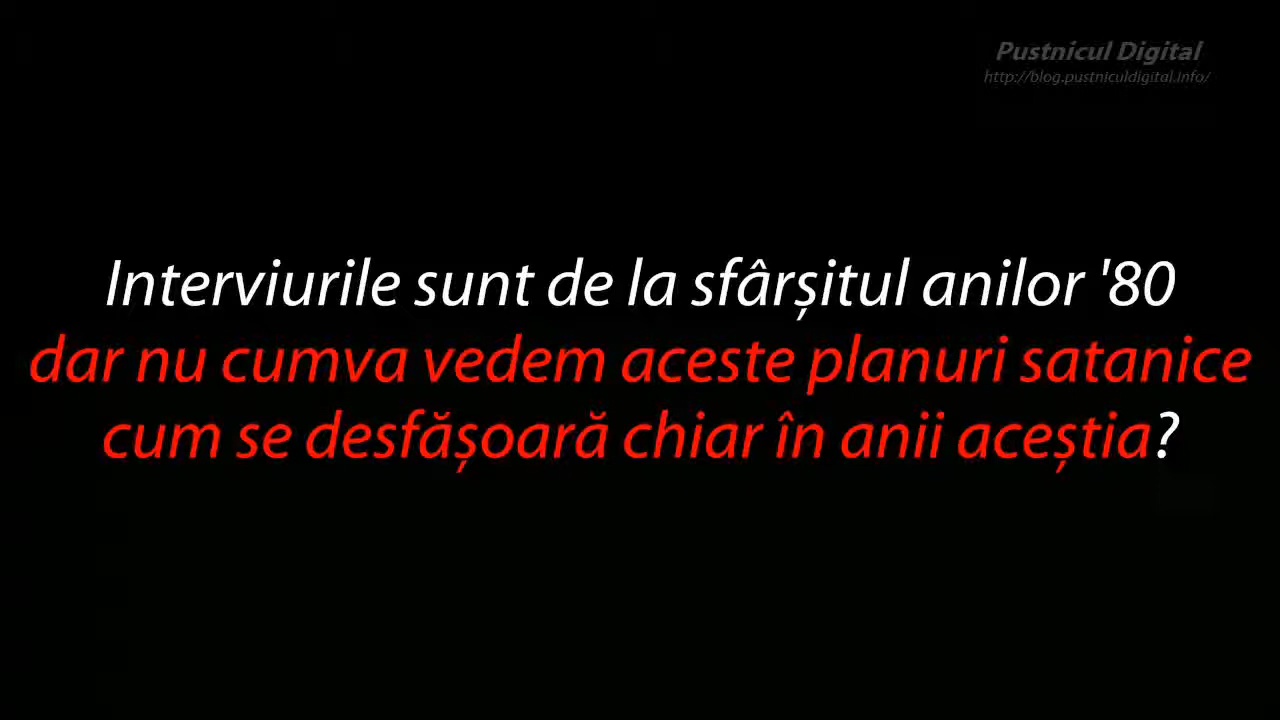 Pustnicul Digital
http://blog.pustniculdigital.info/
Interviurile sunt de la sfârșitul anilor '80
dar nu cumva vedem aceste planuri satanice
cum se desfășoară chiar în anii aceștia?